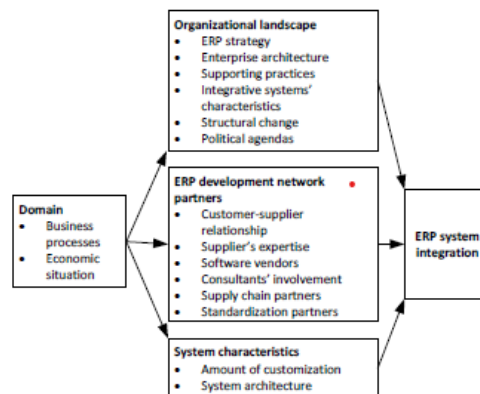 Organizational landscape
• ERP strategy
• Enterprise architecture
• Supporting practices
• Integrative systems'
characteristics
• Structural change
• Political agendas
ERP development network
partners
• Customer-supplier
relationship
• Supplier's expertise
• Software vendors
• Consultants' involvement
• Supply chain partners
• Standardization partners
Domain
• Business
processes
• Economic
situation
System characteristics
• Amount of customization
• System architecture
ERP system
integration